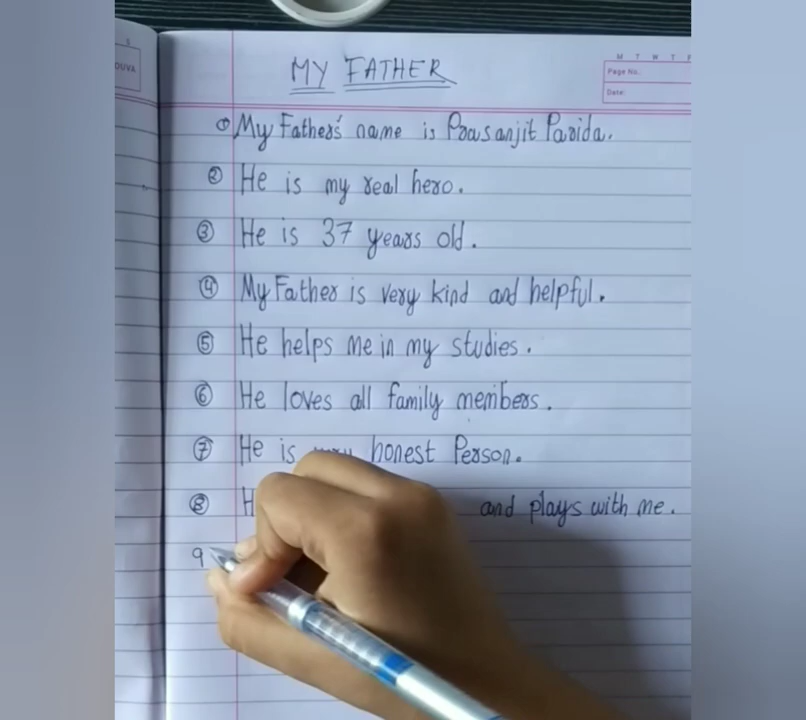 OUVA
MY FATHER
M T W T F
Page No.
Date:
① My Father's name is Prasanjit Parida.
② He is my real hero.
③ He is 37 years old.
④ My Father is very kind and helpful.
⑤ He helps me in my studies.
⑥ He loves all family members.
⑦ He is very honest Person.
⑧ H and plays with me.
9